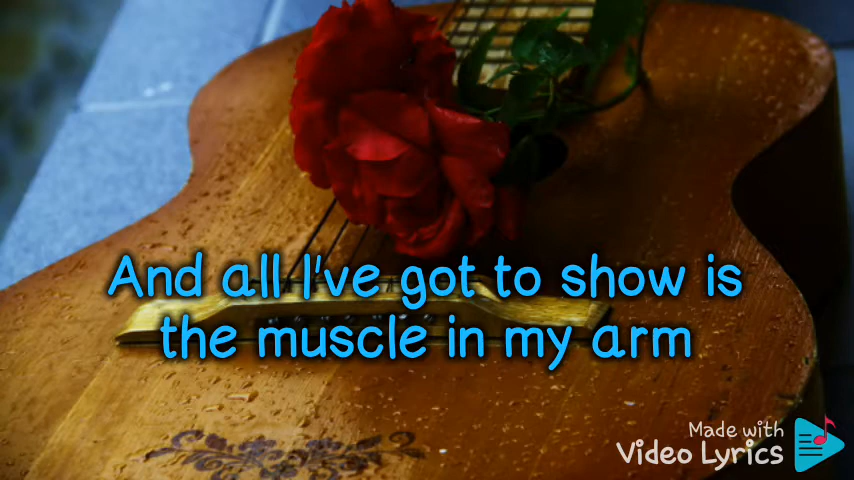 And all I've got to show is
the muscle in my arm
Made with
Video Lyrics